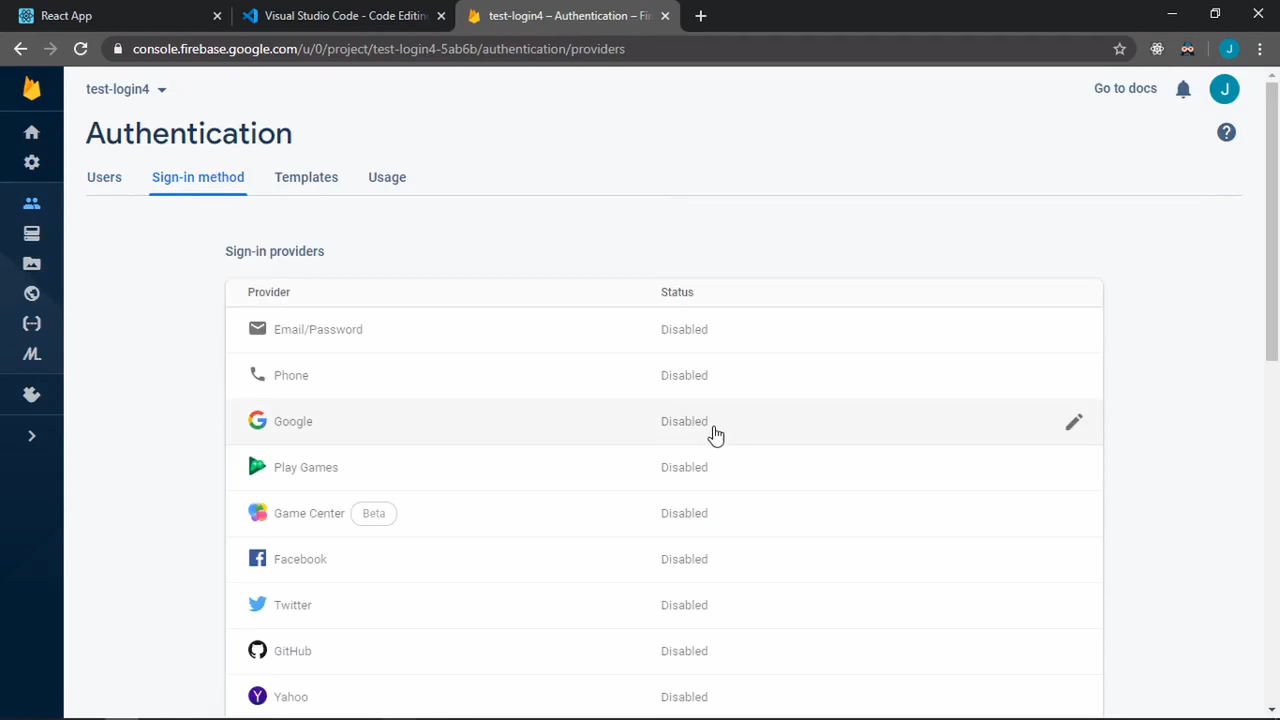 React App
Visual Studio Code - Code Editin
test-login4 – Authentication – Fi
console.firebase.google.com/u/0/project/test-login4-5ab6b/authentication/providers
J
test-login4
Go to docs
J
Authentication
?
Users
Sign-in method
Templates
Usage
Sign-in providers
Provider
Status
Email/Password
Disabled
Phone
Disabled
Google
Disabled
Play Games
Disabled
Game Center
Beta
Disabled
Facebook
Disabled
Twitter
Disabled
GitHub
Disabled
Yahoo
Disabled